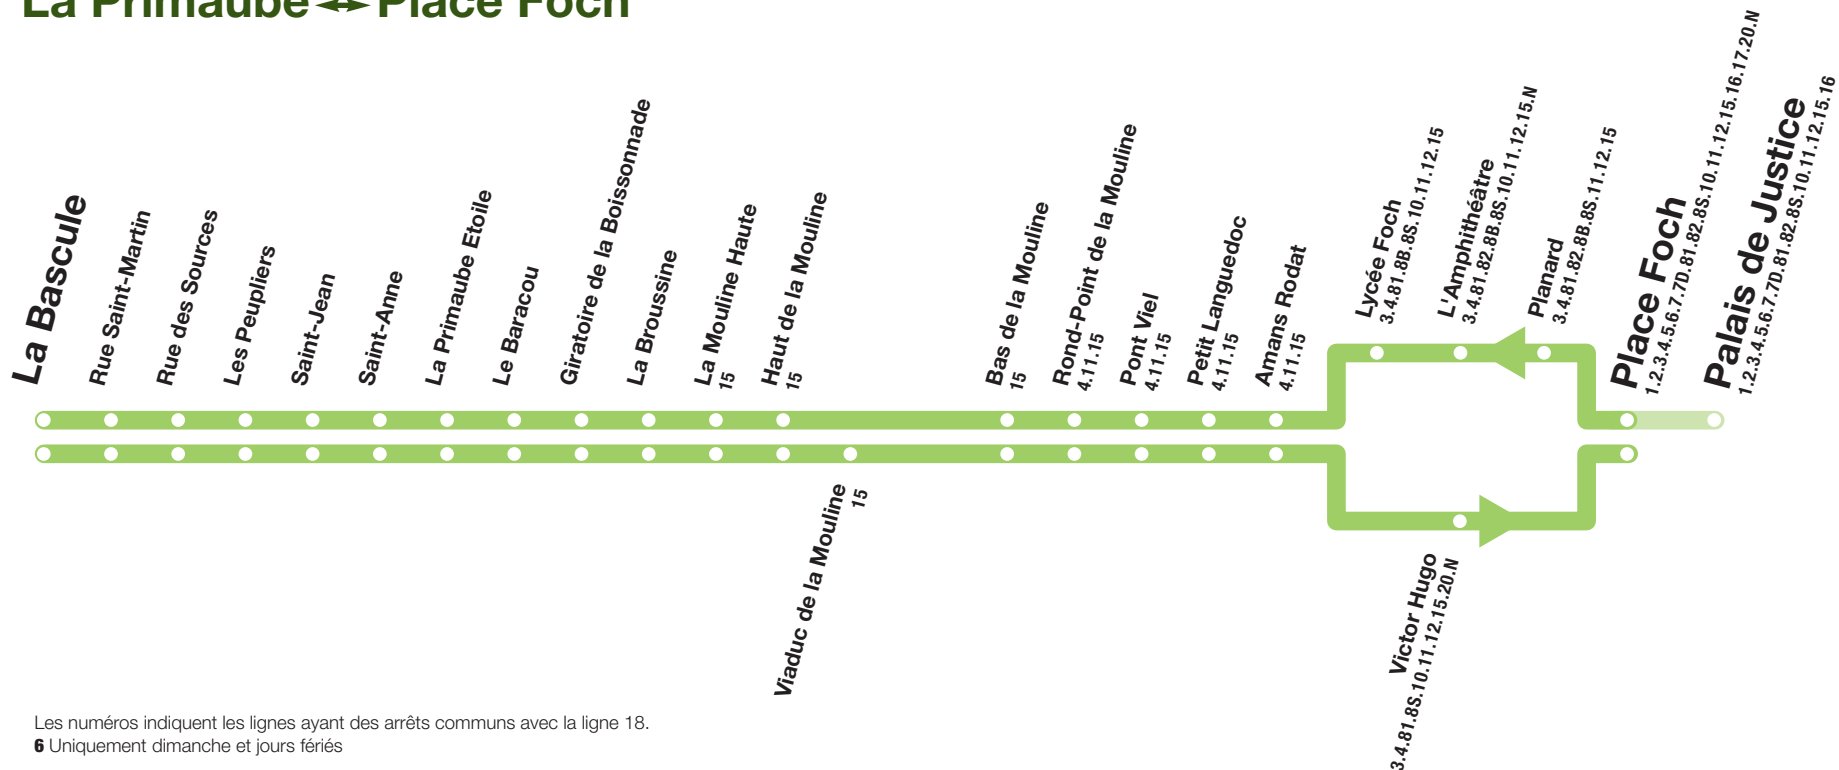 La Primaube Place Foch
La Bascule
Rue Saint-Martin
Rue des Sources
Les Peupliers
Saint-Jean
Saint-Anne
La Primaube Etoile
Le Baracou
Giratoire de la Boissonnade
La Broussine
La Mouline Haute
15
Haut de la Mouline
15
Viaduc de la Mouline
15
Bas de la Mouline
15
Rond-Point de la Mouline
4.11.15
Pont Viel
4.11.15
Petit Languedoc
4.11.15
Amans Rodat
4.11.15
Lycée Foch
3.4.81.8B.8S.10.11.12.15
L'Amphithéâtre
3.4.81.82.8B.8S.10.11.12.15.N
Planard
3.4.81.82.8B.8S.11.12.15
Victor Hugo
3.4.81.8S.10.11.12.15.20.N
Place Foch
1.2.3.4.5.6.7.7D.81.82.8S.10.11.12.15.16.17.20.N
Palais de Justice
1.2.3.4.5.6.7.7D.81.82.8S.10.11.12.15.16
Les numéros indiquent les lignes ayant des arrêts communs avec la ligne 18.
6 Uniquement dimanche et jours fériés